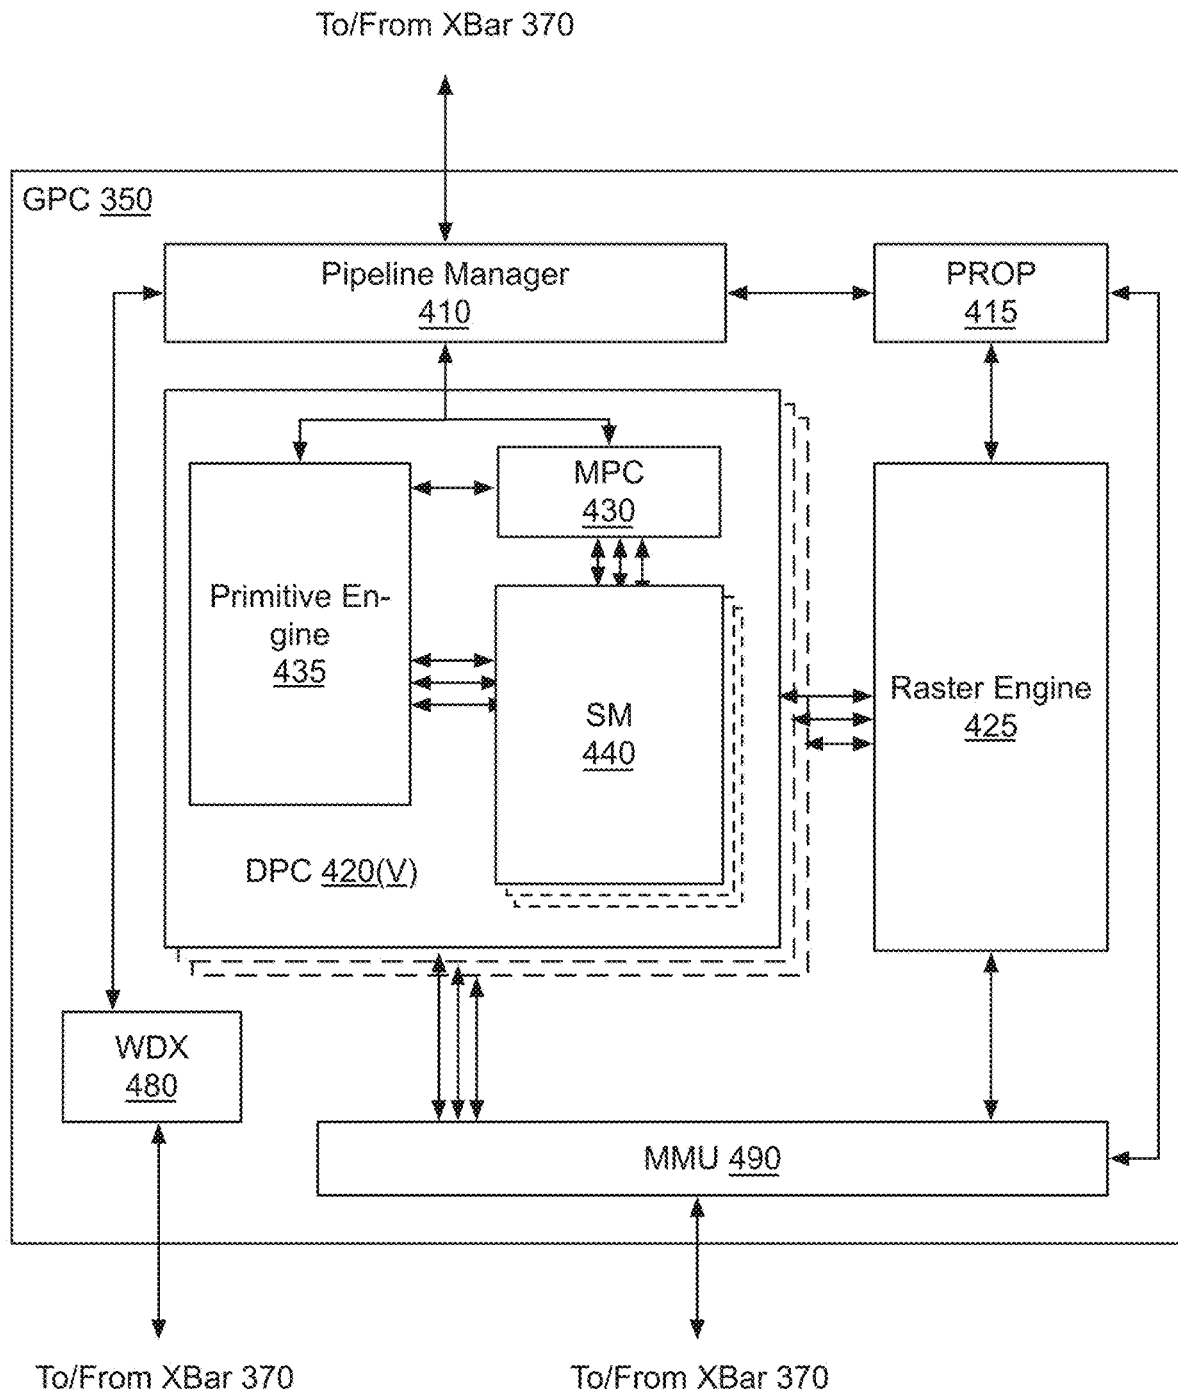 To/From XBar 370
GPC 350
Pipeline Manager
410
PROP
415
MPC
430
Primitive En-
gine
435
SM
440
Raster Engine
425
DPC 420(V)
WDX
480
MMU 490
To/From XBar 370
To/From XBar 370